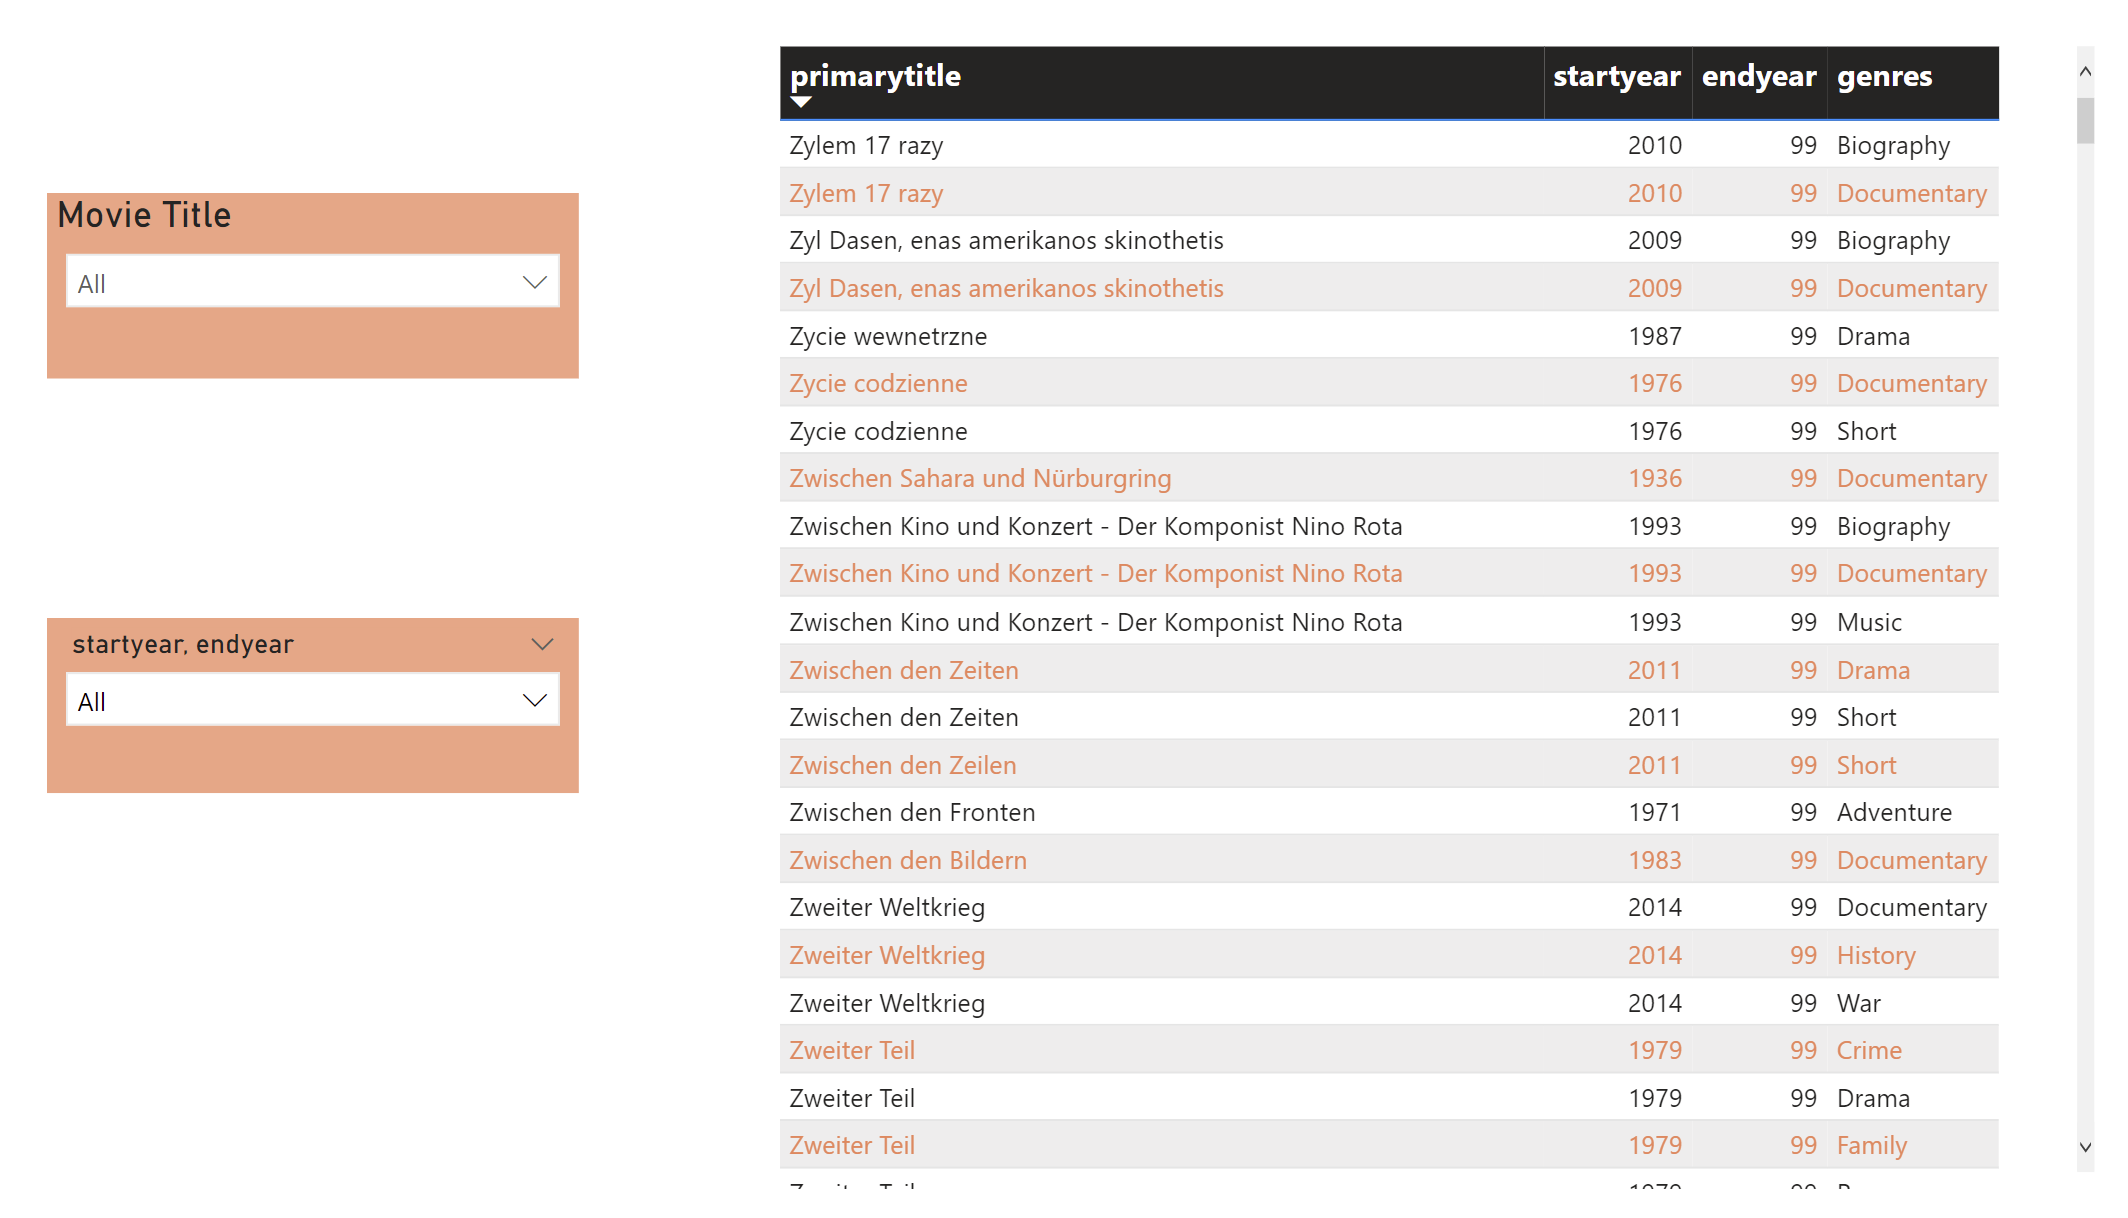 Movie Title
All
startyear, endyear
All
primarytitle startyear endyear genres
Zylem 17 razy 2010 99 Biography
Zylem 17 razy 2010 99 Documentary
Zyl Dasen, enas amerikanos skinothetis 2009 99 Biography
Zyl Dasen, enas amerikanos skinothetis 2009 99 Documentary
Zycie wewnetrzne 1987 99 Drama
Zycie codzienne 1976 99 Documentary
Zycie codzienne 1976 99 Short
Zwischen Sahara und Nürburgring 1936 99 Documentary
Zwischen Kino und Konzert - Der Komponist Nino Rota 1993 99 Biography
Zwischen Kino und Konzert - Der Komponist Nino Rota 1993 99 Documentary
Zwischen Kino und Konzert - Der Komponist Nino Rota 1993 99 Music
Zwischen den Zeiten 2011 99 Drama
Zwischen den Zeiten 2011 99 Short
Zwischen den Zeilen 2011 99 Short
Zwischen den Fronten 1971 99 Adventure
Zwischen den Bildern 1983 99 Documentary
Zweiter Weltkrieg 2014 99 Documentary
Zweiter Weltkrieg 2014 99 History
Zweiter Weltkrieg 2014 99 War
Zweiter Teil 1979 99 Crime
Zweiter Teil 1979 99 Drama
Zweiter Teil 1979 99 Family